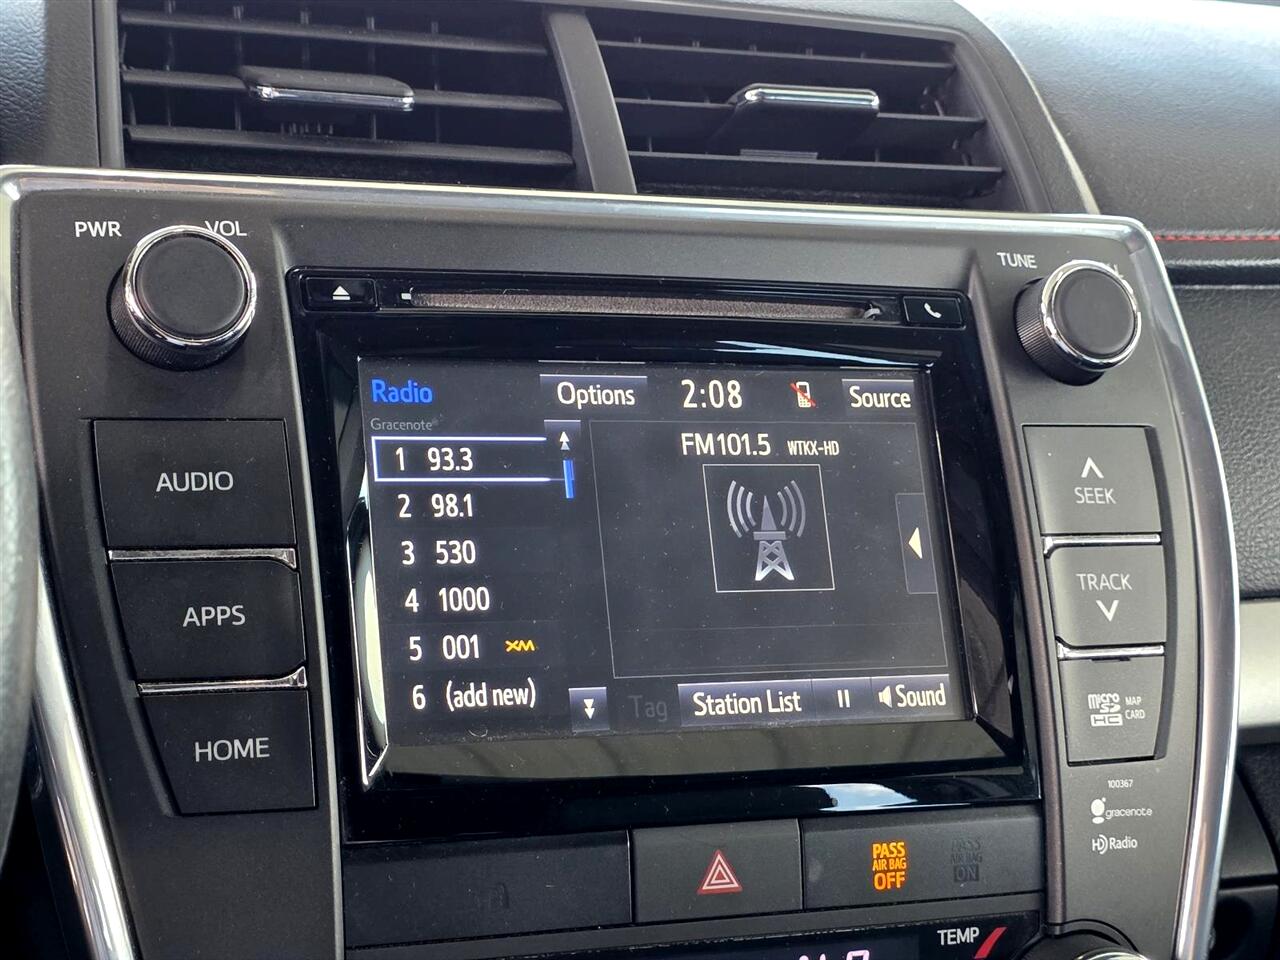 PWR VOL
TUNE
Radio Options 2:08 Source
Gracenote®
1 93.3
2 98.1
3 530
4 1000
5 001 XM
6 (add new)
FM101.5 WTKX-HD
Tag Station List Sound
AUDIO
APPS
HOME
SEEK
TRACK
micro SD HC MAP CARD
100367
gracenote
HD Radio
PASS AIR BAG OFF
PASS AIR BAG ON
TEMP